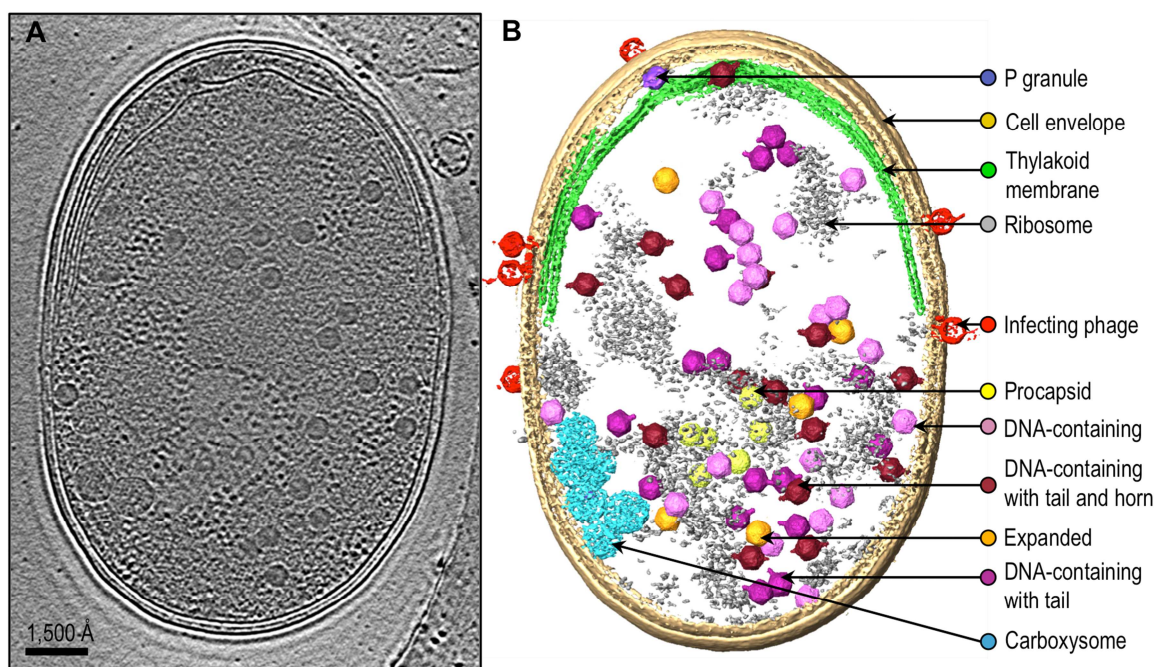 A
B
P granule
Cell envelope
Thylakoid
membrane
Ribosome
Infecting phage
Procapsid
DNA-containing
DNA-containing
with tail and horn
Expanded
DNA-containing
with tail
Carboxysome
1,500 Å